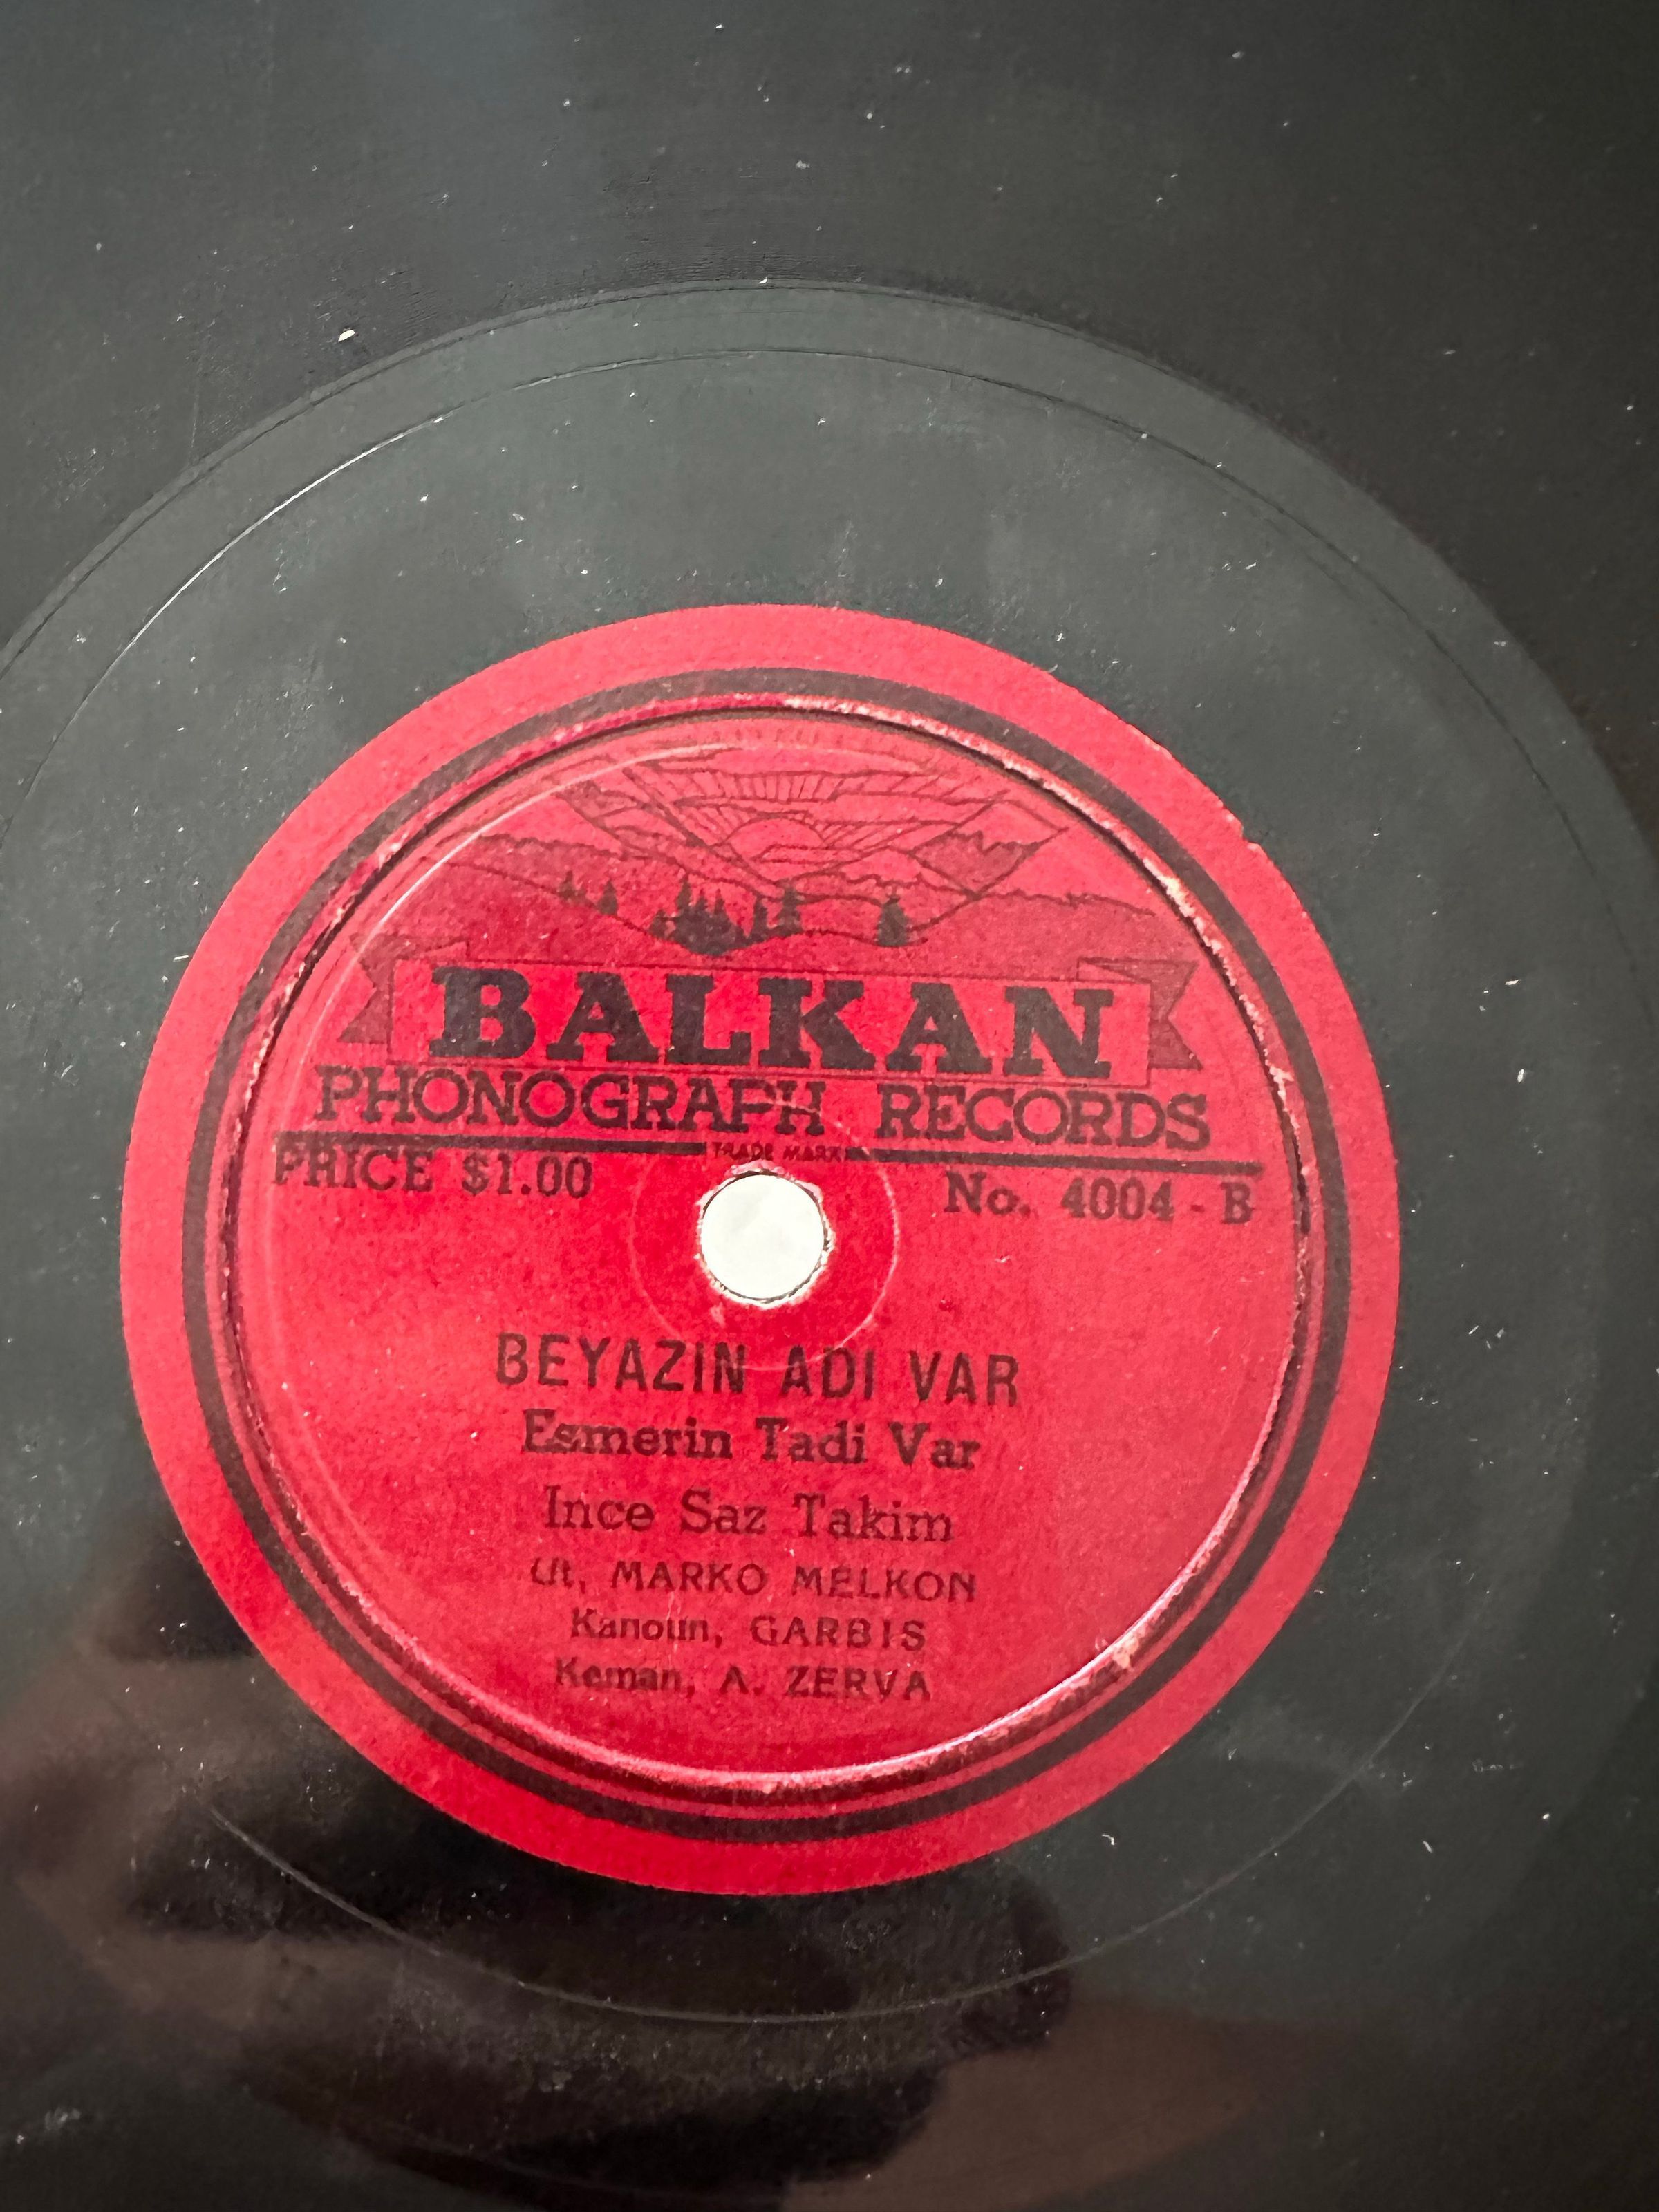 BALKAN
PHONOGRAPH RECORDS
TRADE MARK
PRICE $1.00 No. 4004 - B
BEYAZIN ADI VAR
Esmerin Tadi Var
Ince Saz Takim
Ut, MARKO MELKON
Kanoun, GARBIS
Keman, A. ZERVA